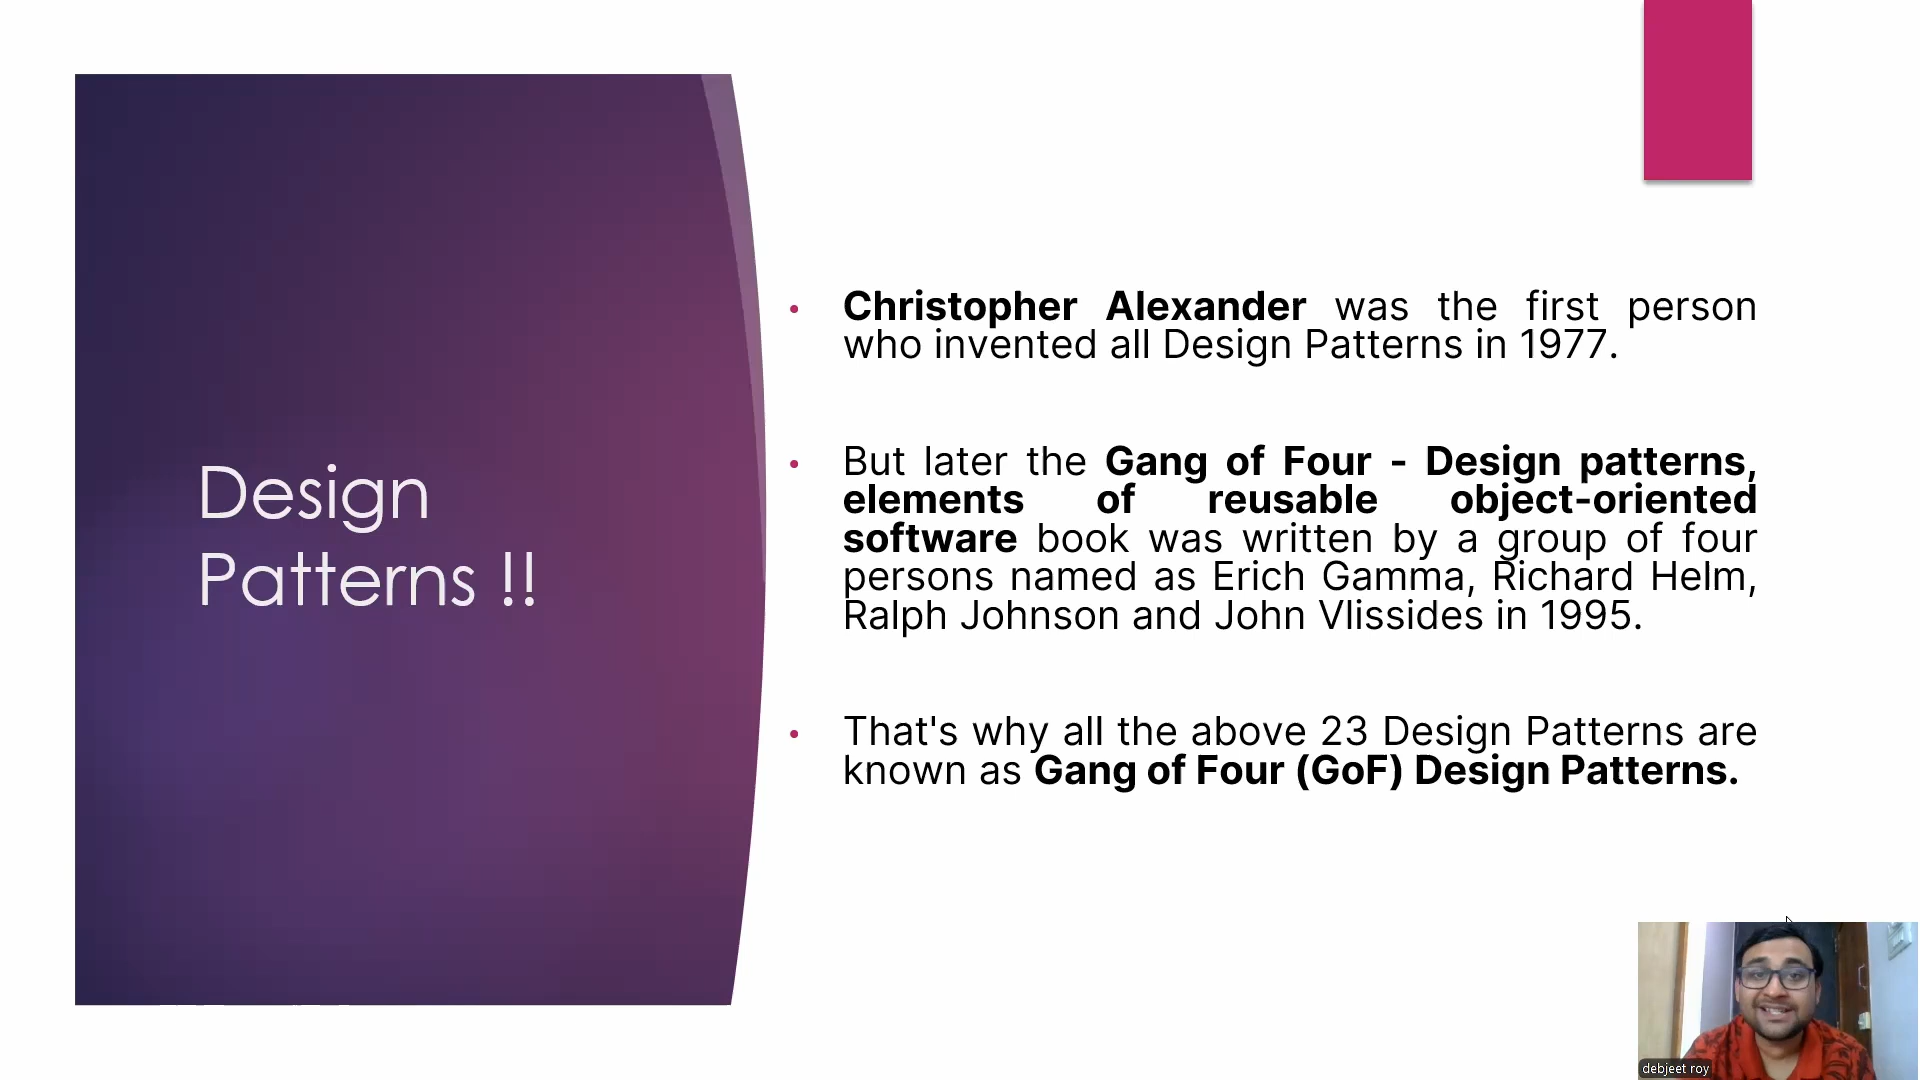 Design
Patterns !!
Christopher Alexander was the first person
who invented all Design Patterns in 1977.
But later the Gang of Four - Design patterns,
elements of reusable object-oriented
software book was written by a group of four
persons named as Erich Gamma, Richard Helm,
Ralph Johnson and John Vlissides in 1995.
That's why all the above 23 Design Patterns are
known as Gang of Four (GoF) Design Patterns.
debjeet roy